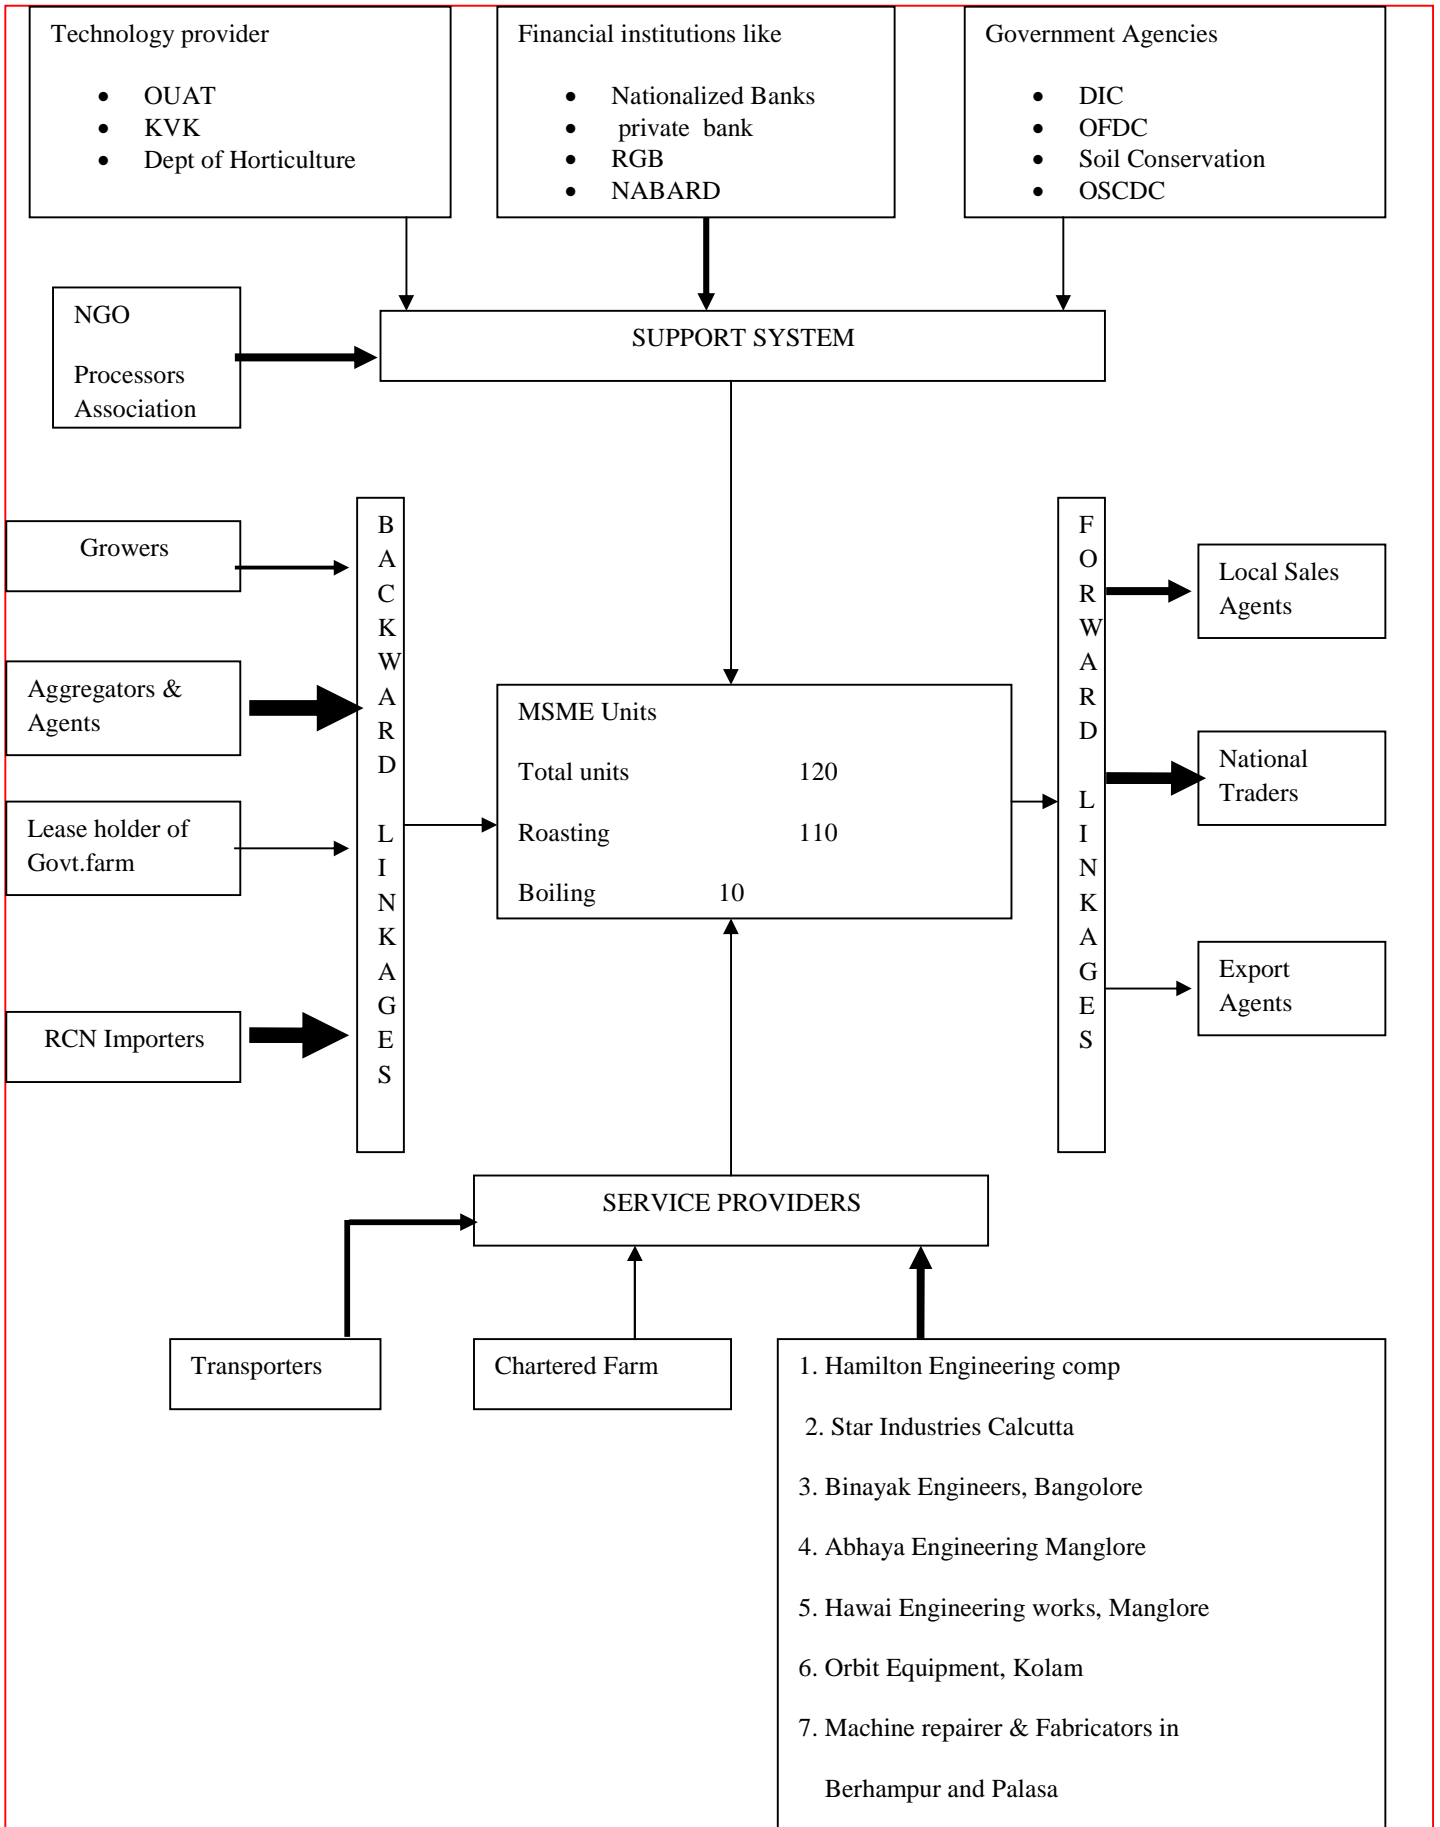 Technology provider
• OUAT
• KVK
• Dept of Horticulture
Financial institutions like
• Nationalized Banks
• private bank
• RGB
• NABARD
Government Agencies
• DIC
• OFDC
• Soil Conservation
• OSCDC
NGO
Processors
Association
SUPPORT SYSTEM
Growers
Aggregators &
Agents
Lease holder of
Govt.farm
RCN Importers
BACKWARD LINKAGES
MSME Units
Total units 120
Roasting 110
Boiling 10
FORWARD LINKAGES
Local Sales
Agents
National
Traders
Export
Agents
SERVICE PROVIDERS
Transporters
Chartered Farm
1. Hamilton Engineering comp
2. Star Industries Calcutta
3. Binayak Engineers, Bangolore
4. Abhaya Engineering Manglore
5. Hawai Engineering works, Manglore
6. Orbit Equipment, Kolam
7. Machine repairer & Fabricators in
Berhampur and Palasa